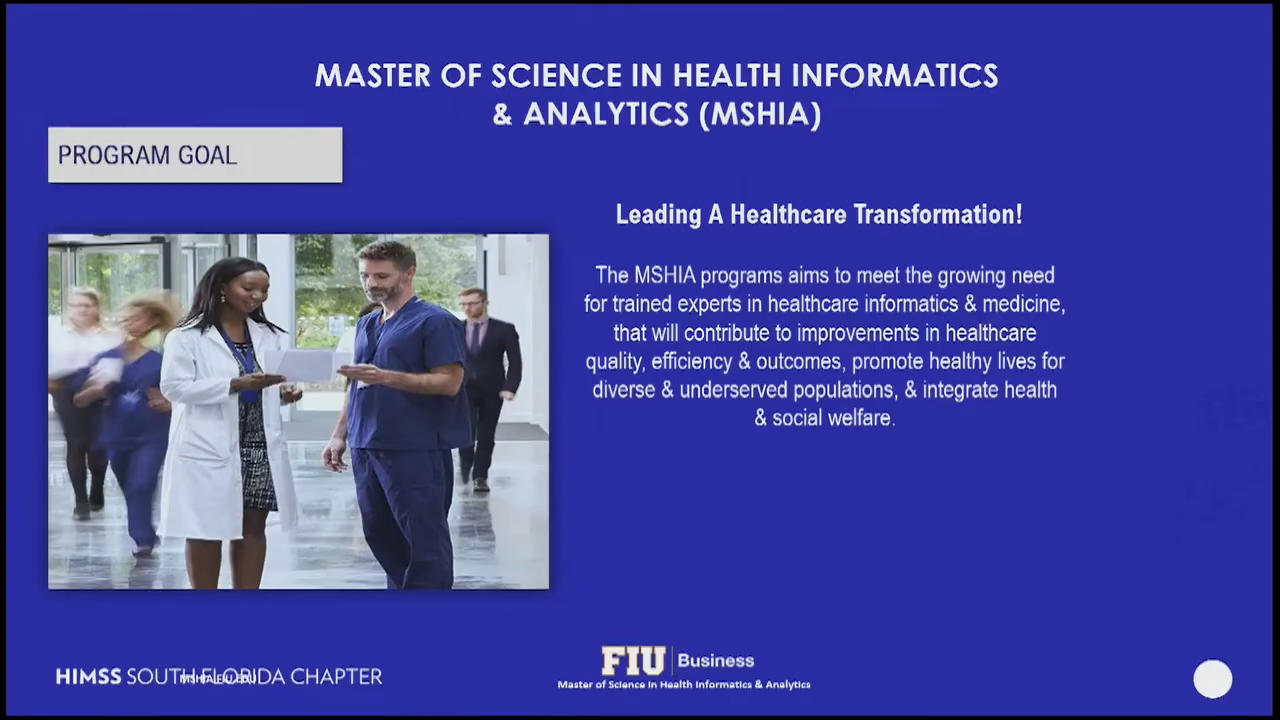 MASTER OF SCIENCE IN HEALTH INFORMATICS
& ANALYTICS (MSHIA)
PROGRAM GOAL
Leading A Healthcare Transformation!
The MSHIA programs aims to meet the growing need
for trained experts in healthcare informatics & medicine,
that will contribute to improvements in healthcare
quality, efficiency & outcomes, promote healthy lives for
diverse & underserved populations, & integrate health
& social welfare.
HIMSS SOUTH FLORIDA CHAPTER
MSHIA.FIU.EDU
FIU Business
Master of Science in Health Informatics & Analytics